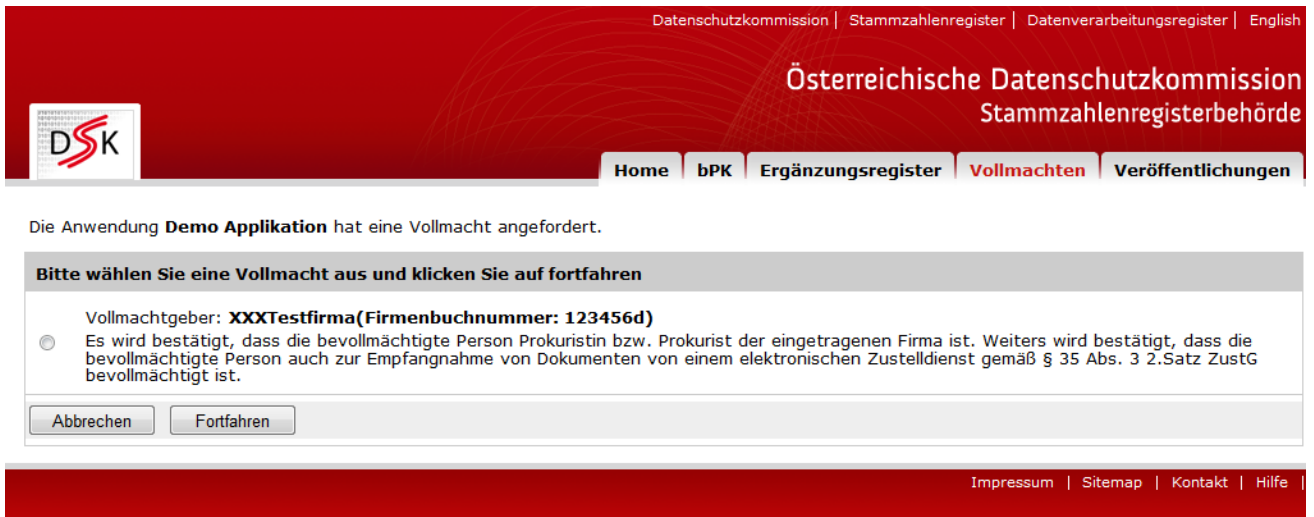 Datenschutzkommission | Stammzahlenregister | Datenverarbeitungsregister | English
Österreichische Datenschutzkommission
Stammzahlenregisterbehörde
DSK
Home bPK Ergänzungsregister Vollmachten Veröffentlichungen
Die Anwendung Demo Applikation hat eine Vollmacht angefordert.
Bitte wählen Sie eine Vollmacht aus und klicken Sie auf fortfahren
Vollmachtgeber: XXXTestfirma(Firmenbuchnummer: 123456d)
Es wird bestätigt, dass die bevollmächtigte Person Prokuristin bzw. Prokurist der eingetragenen Firma ist. Weiters wird bestätigt, dass die
bevollmächtigte Person auch zur Empfangnahme von Dokumenten von einem elektronischen Zustelldienst gemäß § 35 Abs. 3 2.Satz ZustG
bevollmächtigt ist.
Abbrechen Fortfahren
Impressum | Sitemap | Kontakt | Hilfe |